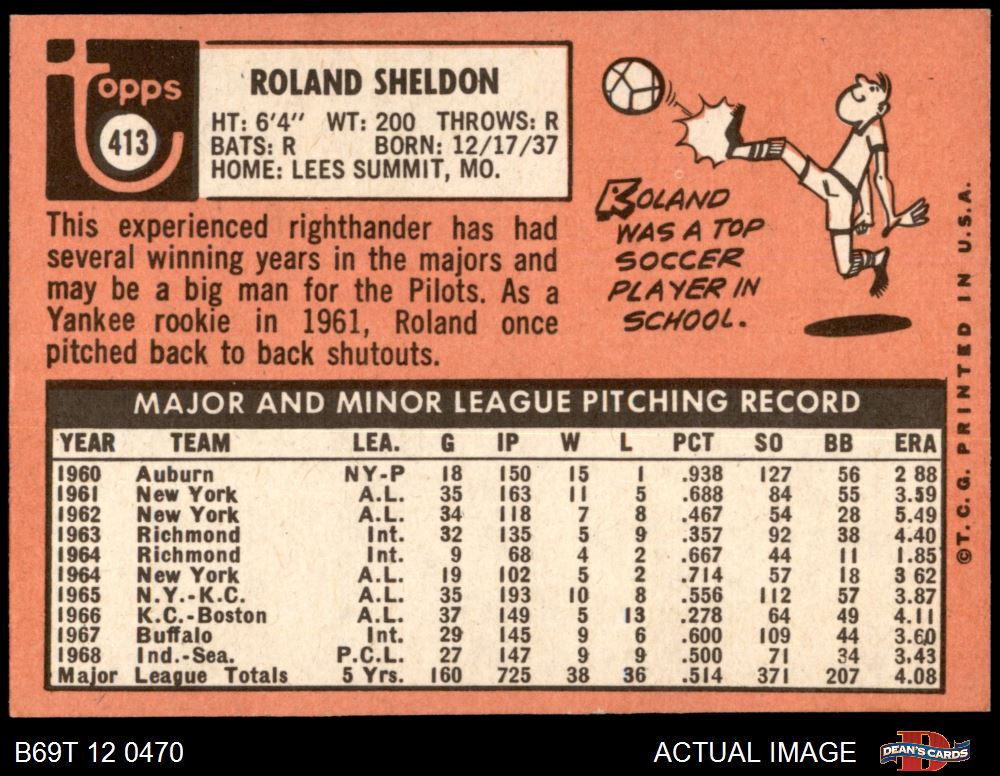 Topps
413
ROLAND SHELDON
HT: 6'4" WT: 200 THROWS: R
BATS: R BORN: 12/17/37
HOME: LEES SUMMIT, MO.
This experienced righthander has had
several winning years in the majors and
may be a big man for the Pilots. As a
Yankee rookie in 1961, Roland once
pitched back to back shutouts.
ROLAND
WAS A TOP
SOCCER
PLAYER IN
SCHOOL.
MAJOR AND MINOR LEAGUE PITCHING RECORD
YEAR TEAM LEA. G IP W L PCT SO BB ERA
1960 Auburn NY-P 18 150 15 1 .938 127 56 2 88
1961 New York A.L. 35 163 11 5 .688 84 55 3.59
1962 New York A.L. 34 118 7 8 .467 54 28 5.49
1963 Richmond Int. 32 135 5 9 .357 92 38 4.40
1964 Richmond Int. 9 68 4 2 .667 44 11 1.85
1964 New York A.L. 19 102 5 2 .714 57 18 3 62
1965 N.Y.-K.C. A.L. 35 193 10 8 .556 112 57 3.87
1966 K.C.-Boston A.L. 37 149 5 13 .278 64 49 4.11
1967 Buffalo Int. 29 145 9 6 .600 109 44 3.60
1968 Ind.-Sea. P.C.L. 27 147 9 9 .500 71 34 3.43
Major League Totals 5 Yrs. 160 725 38 36 .514 371 207 4.08
©T.C.G. PRINTED IN U.S.A.
B69T 12 0470
ACTUAL IMAGE
D
DEAN'S CARDS